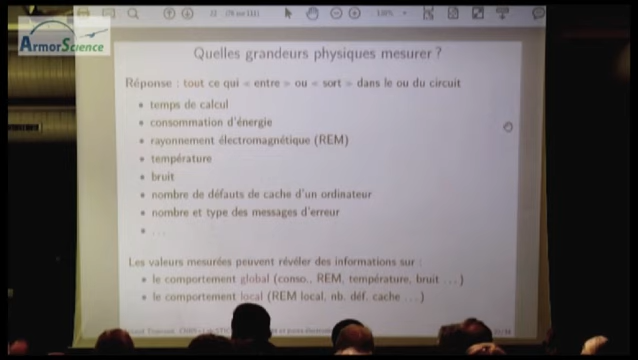 ArmorScience
Quelles grandeurs physiques mesurer ?
Réponse : tout ce qui « entre » ou « sort » dans le ou du circuit
• temps de calcul
• consommation d'énergie
• rayonnement électromagnétique (REM)
• température
• bruit
• nombre de défauts de cache d'un ordinateur
• nombre et type des messages d'erreur
• ...
Les valeurs mesurées peuvent révéler des informations sur :
• le comportement global (conso., REM, température, bruit ...)
• le comportement local (REM local, nb. déf. cache ...)